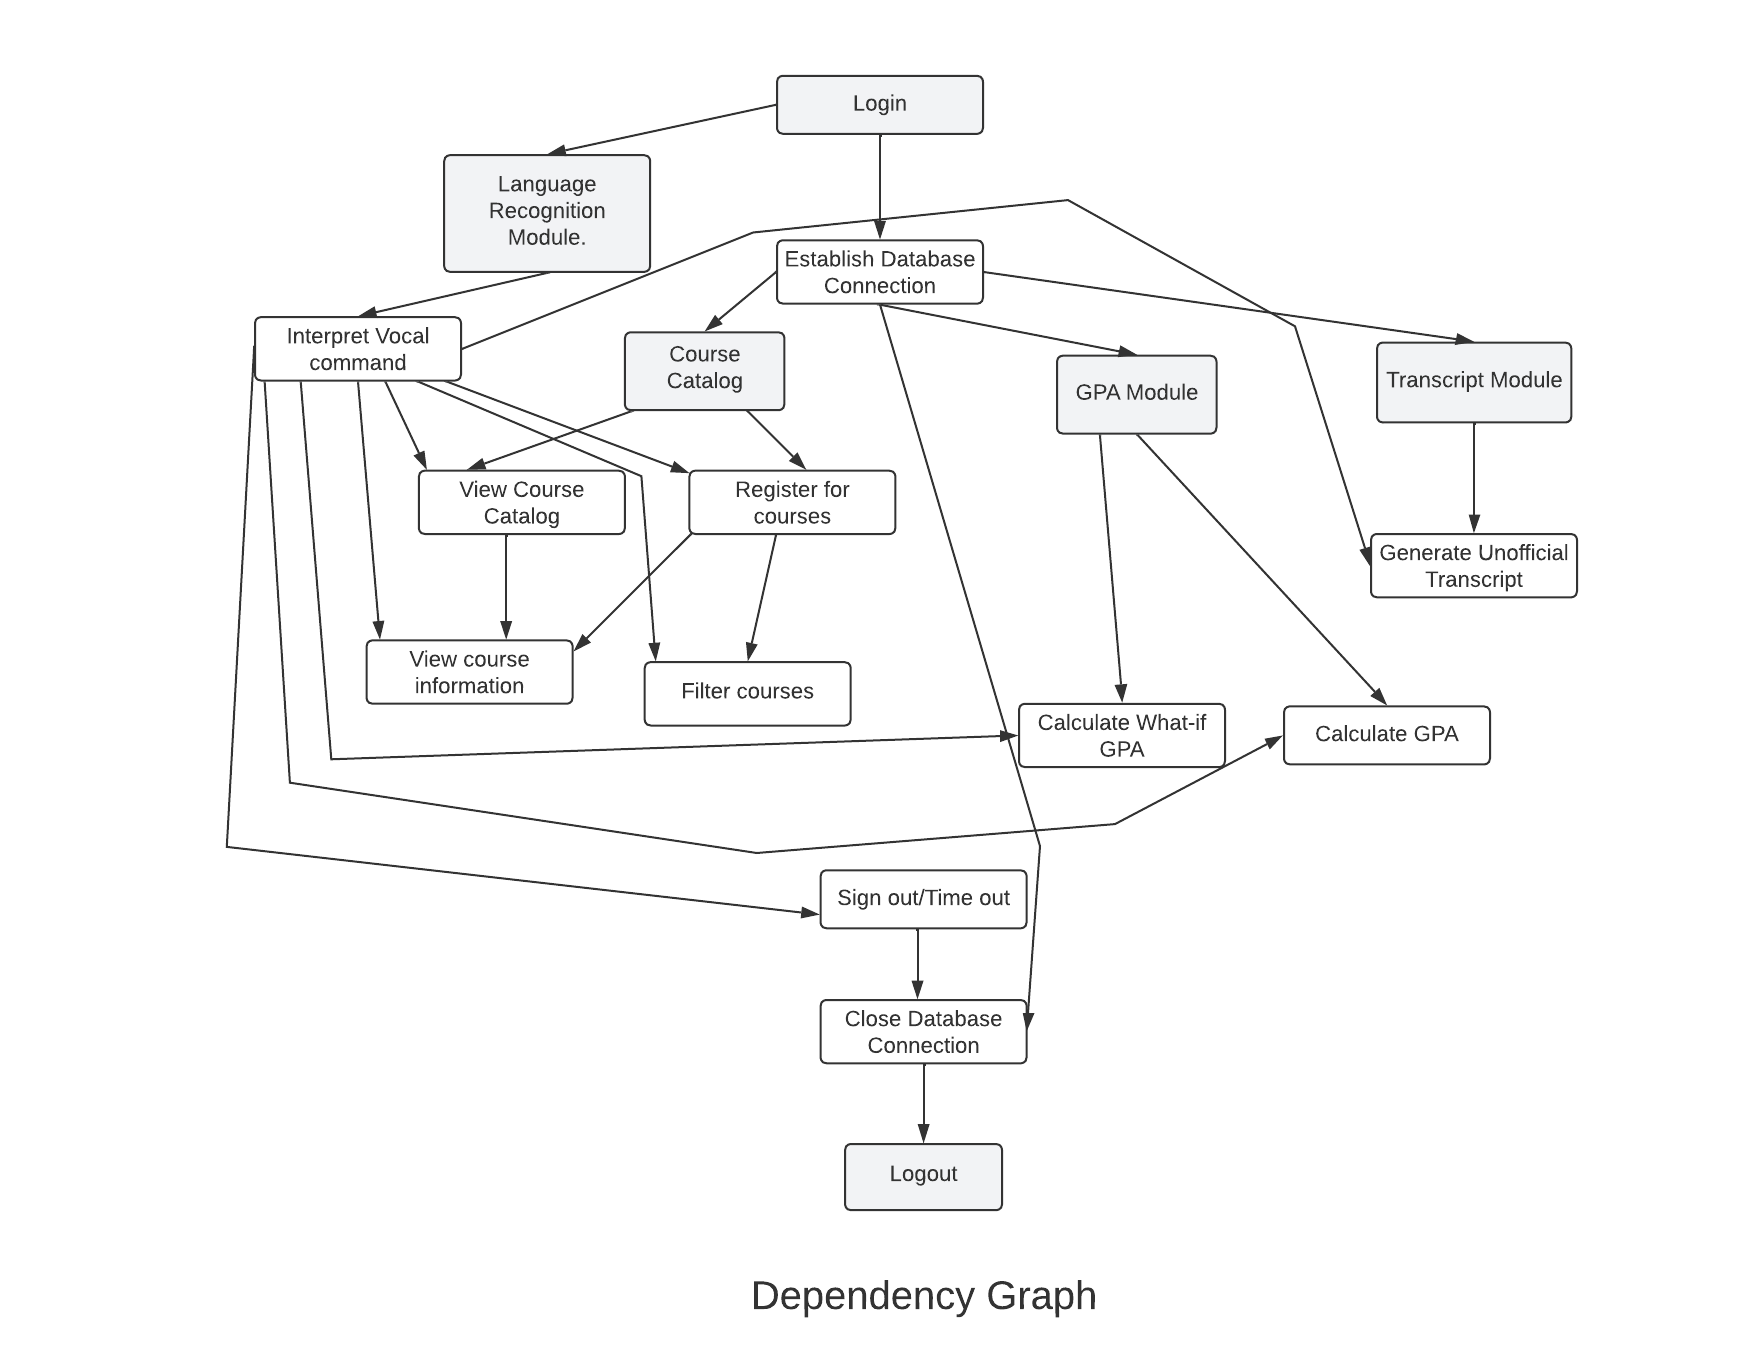 Login
Language
Recognition
Module.
Establish Database
Connection
Interpret Vocal
command
Course
Catalog
GPA Module
Transcript Module
View Course
Catalog
Register for
courses
Generate Unofficial
Transcript
View course
information
Filter courses
Calculate What-if
GPA
Calculate GPA
Sign out/Time out
Close Database
Connection
Logout
Dependency Graph